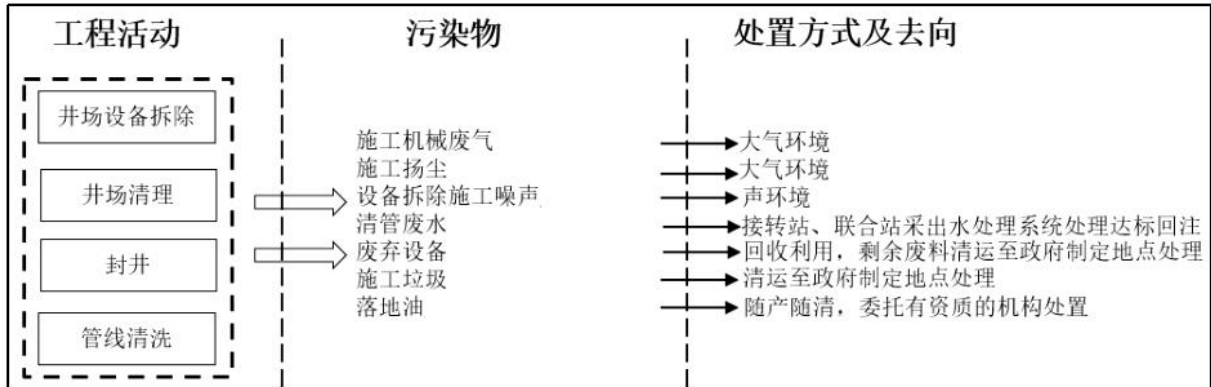 工程活动
污染物
处置方式及去向
井场设备拆除
井场清理
封井
管线清洗
施工机械废气
施工扬尘
设备拆除施工噪声
清管废水
废弃设备
施工垃圾
落地油
大气环境
大气环境
声环境
接转站、联合站采出水处理系统处理达标回注
回收利用，剩余废料清运至政府制定地点处理
清运至政府制定地点处理
随产随清，委托有资质的机构处置